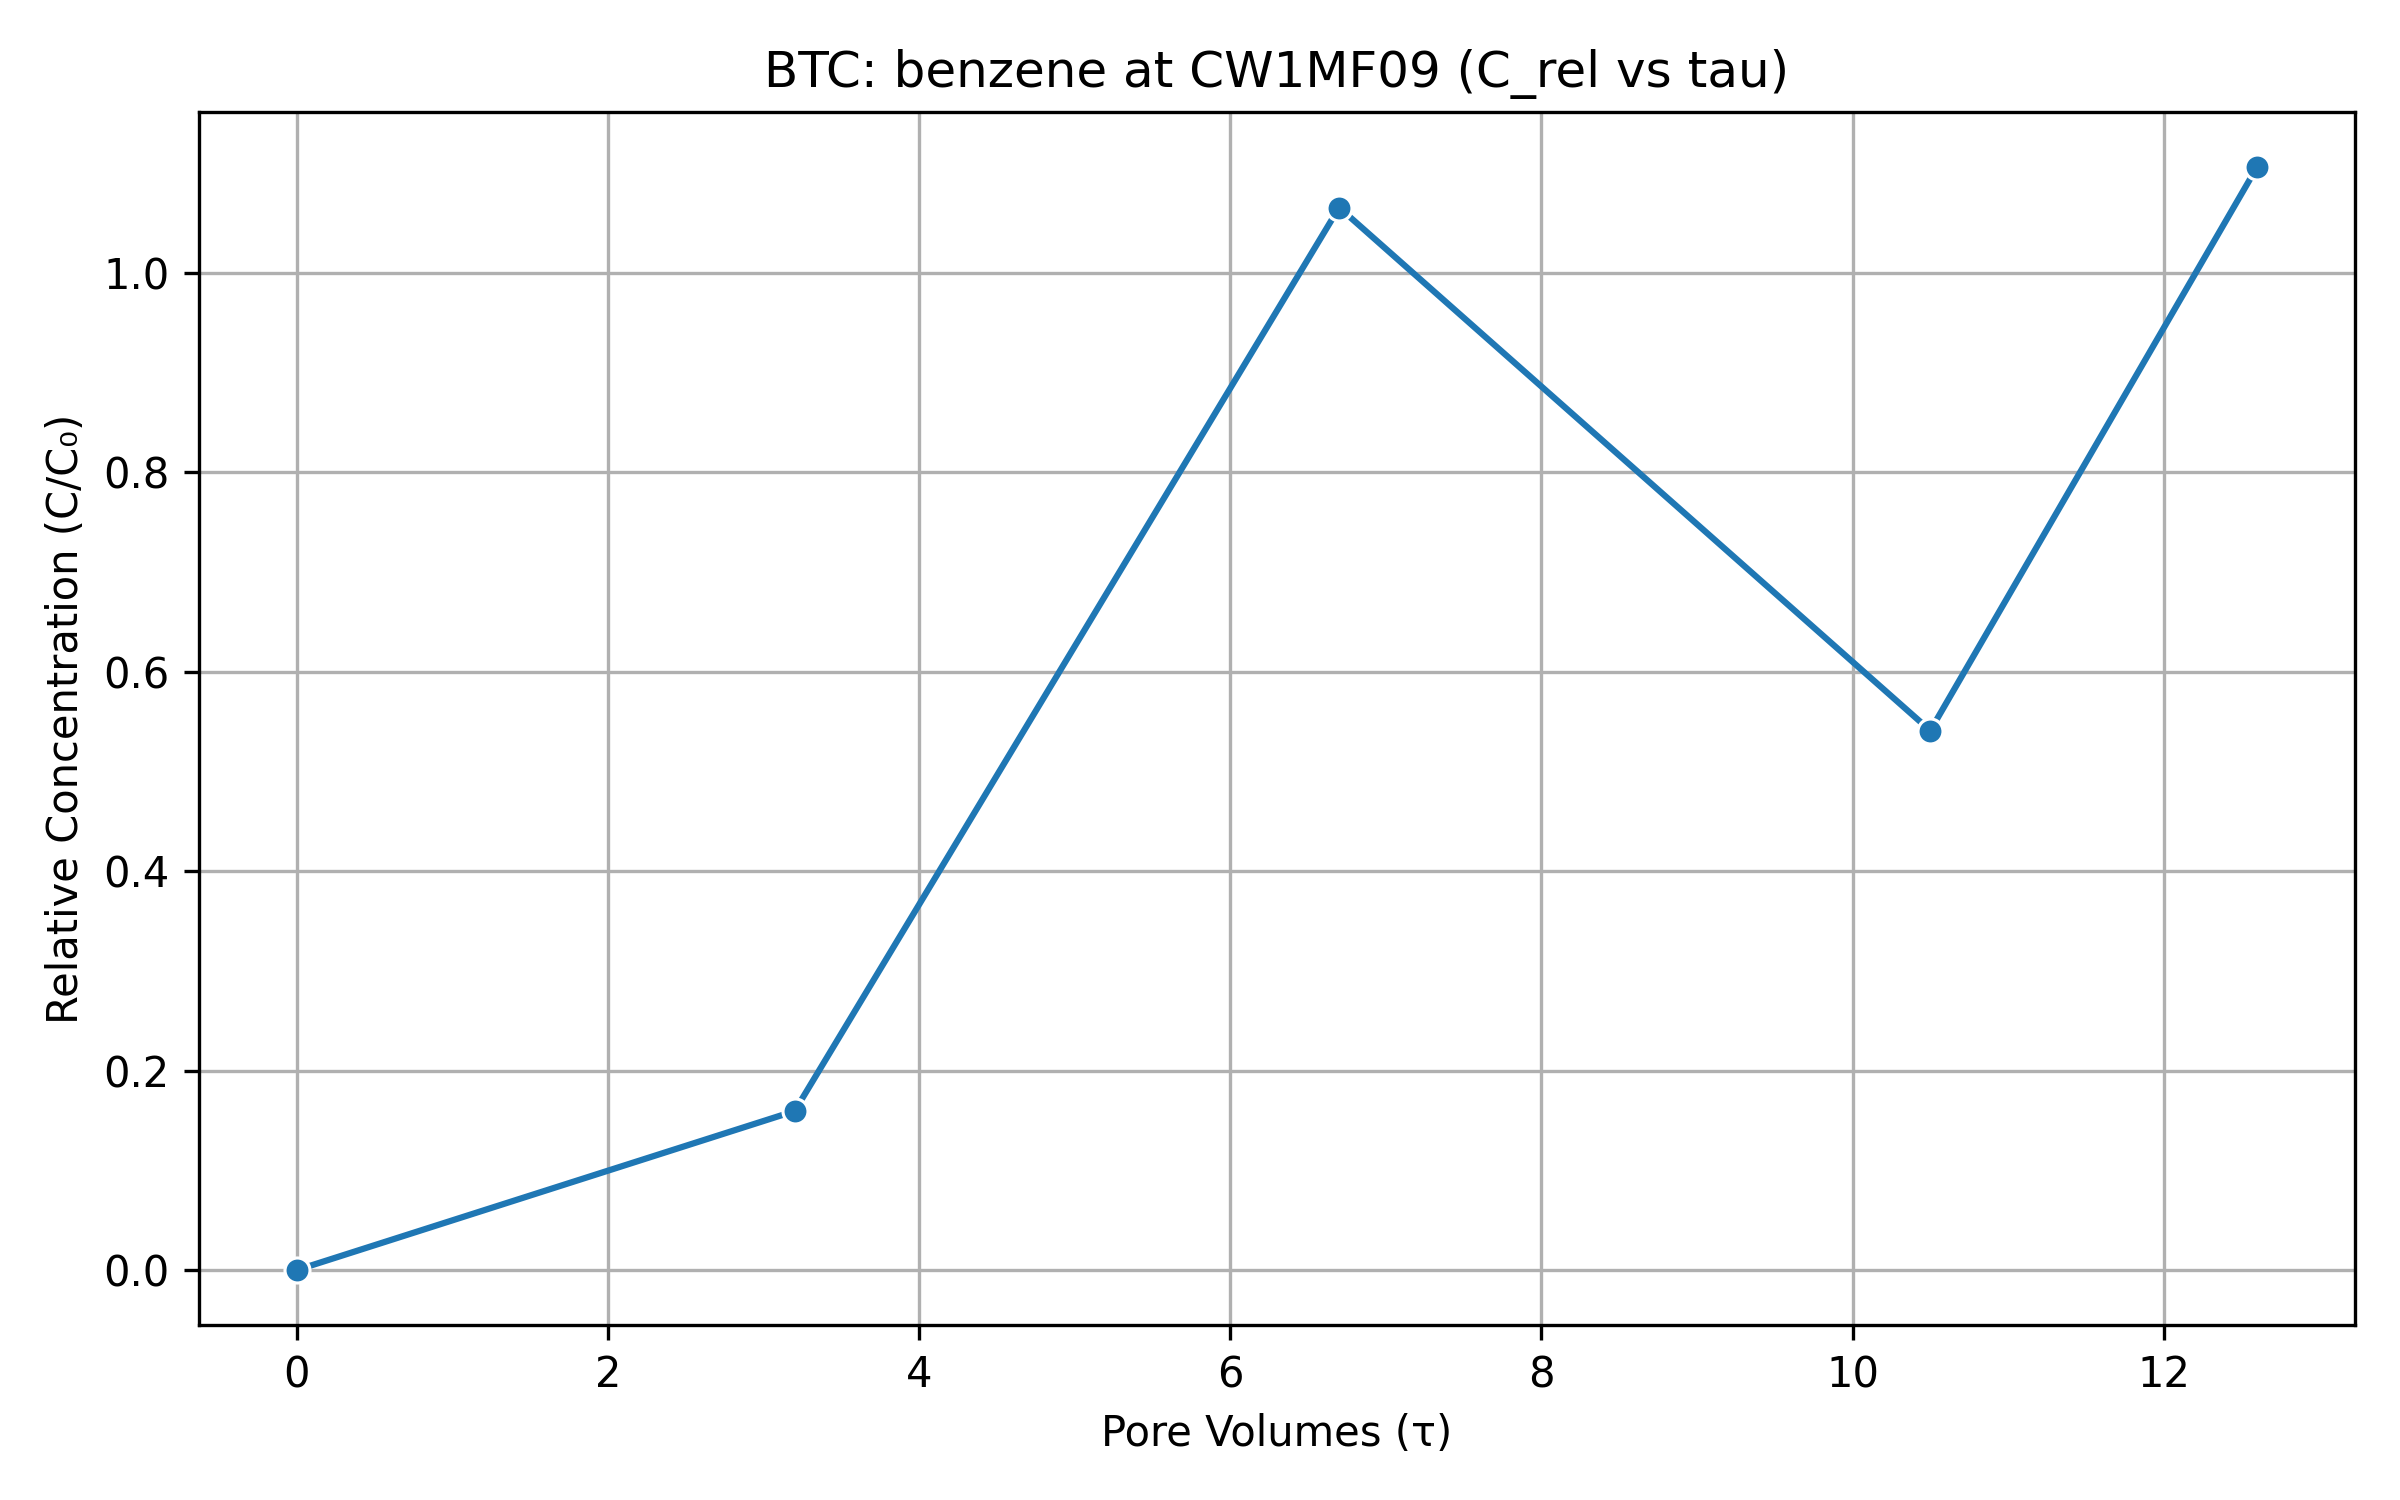 BTC: benzene at CW1MF09 (C_rel vs tau)
Relative Concentration (C/C₀)
1.0
0.8
0.6
0.4
0.2
0.0
0 2 4 6 8 10 12
Pore Volumes (τ)